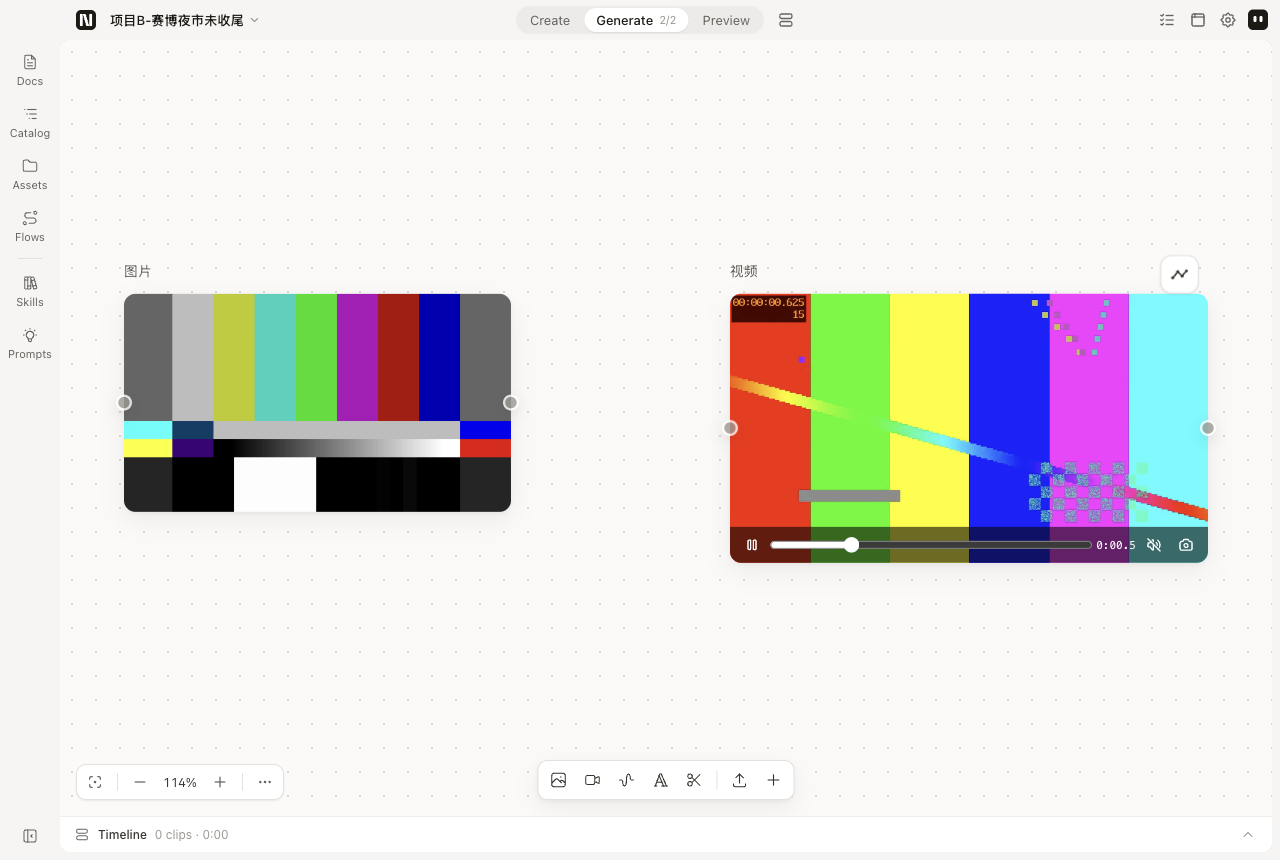 项目B-赛博夜市未收尾
Create
Generate 2/2
Preview
Docs
Catalog
Assets
Flows
Skills
Prompts
图片
视频
00:00:00.625
15
0:00.5
114%
Timeline 0 clips · 0:00